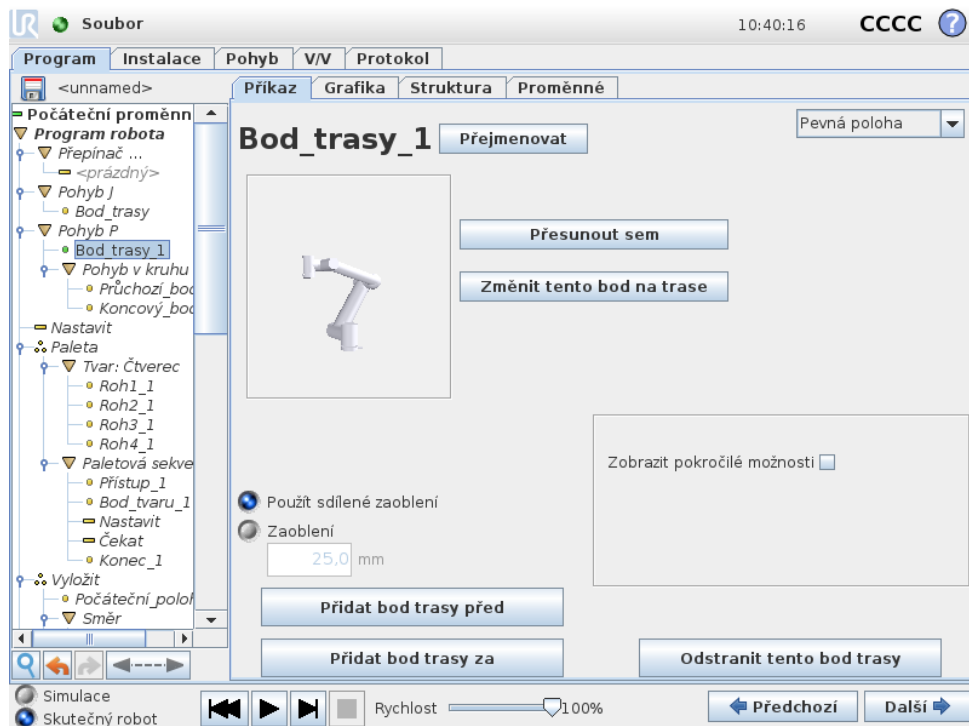 UR Soubor 10:40:16 CCCC ?
Program Instalace Pohyb V/V Protokol
<unnamed>
Příkaz Grafika Struktura Proměnné
Počáteční proměnn
Program robota
Přepínač ...
<prázdný>
Pohyb J
Bod_trasy
Pohyb P
Bod_trasy_1
Pohyb v kruhu
Průchozí_bod
Koncový_bod
Nastavit
Paleta
Tvar: Čtverec
Roh1_1
Roh2_1
Roh3_1
Roh4_1
Paletová sekve
Přístup_1
Bod_tvaru_1
Nastavit
Čekat
Konec_1
Vyložit
Počáteční_poloh
Směr
Bod_trasy_1 Přejmenovat
Pevná poloha
Přesunout sem
Změnit tento bod na trase
Zobrazit pokročilé možnosti
Použít sdílené zaoblení
Zaoblení
25,0 mm
Přidat bod trasy před
Přidat bod trasy za
Odstranit tento bod trasy
Simulace
Skutečný robot
Rychlost 100%
Předchozí Další